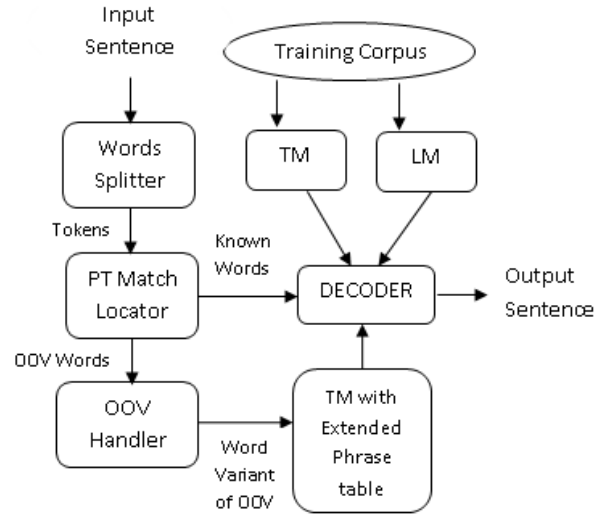 Input
Sentence
Training Corpus
Words
Splitter
TM
LM
Tokens
Known
Words
PT Match
Locator
DECODER
Output
Sentence
OOV Words
OOV
Handler
Word
Variant
of OOV
TM with
Extended
Phrase
table